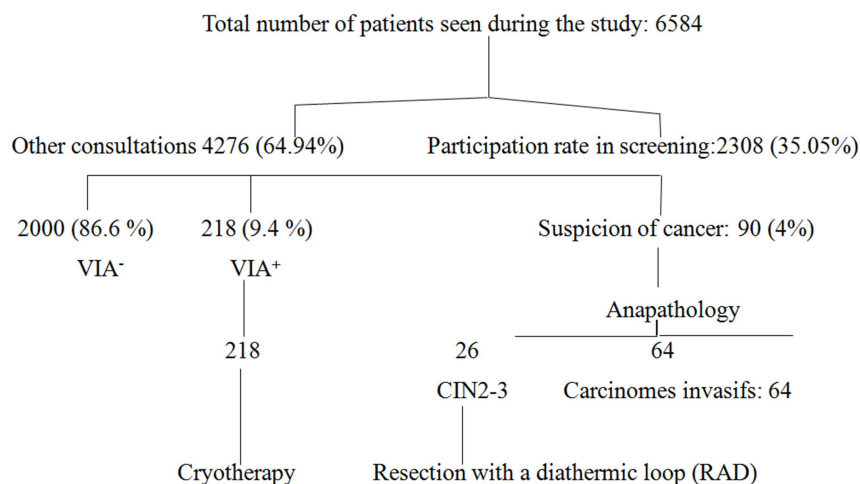 Total number of patients seen during the study: 6584
Other consultations 4276 (64.94%)
Participation rate in screening:2308 (35.05%)
2000 (86.6 %)
218 (9.4 %)
Suspicion of cancer: 90 (4%)
VIA-
VIA+
Anapathology
218
26
64
CIN2-3
Carcinomes invasifs: 64
Cryotherapy
Resection with a diathermic loop (RAD)